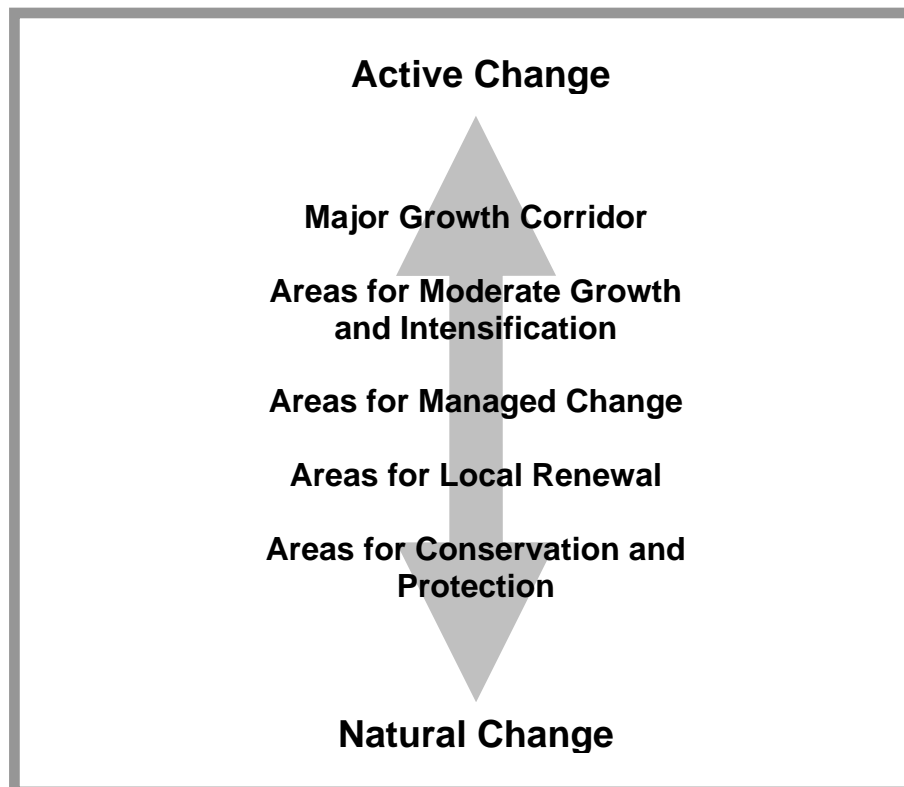 Active Change
Major Growth Corridor
Areas for Moderate Growth
and Intensification
Areas for Managed Change
Areas for Local Renewal
Areas for Conservation and
Protection
Natural Change